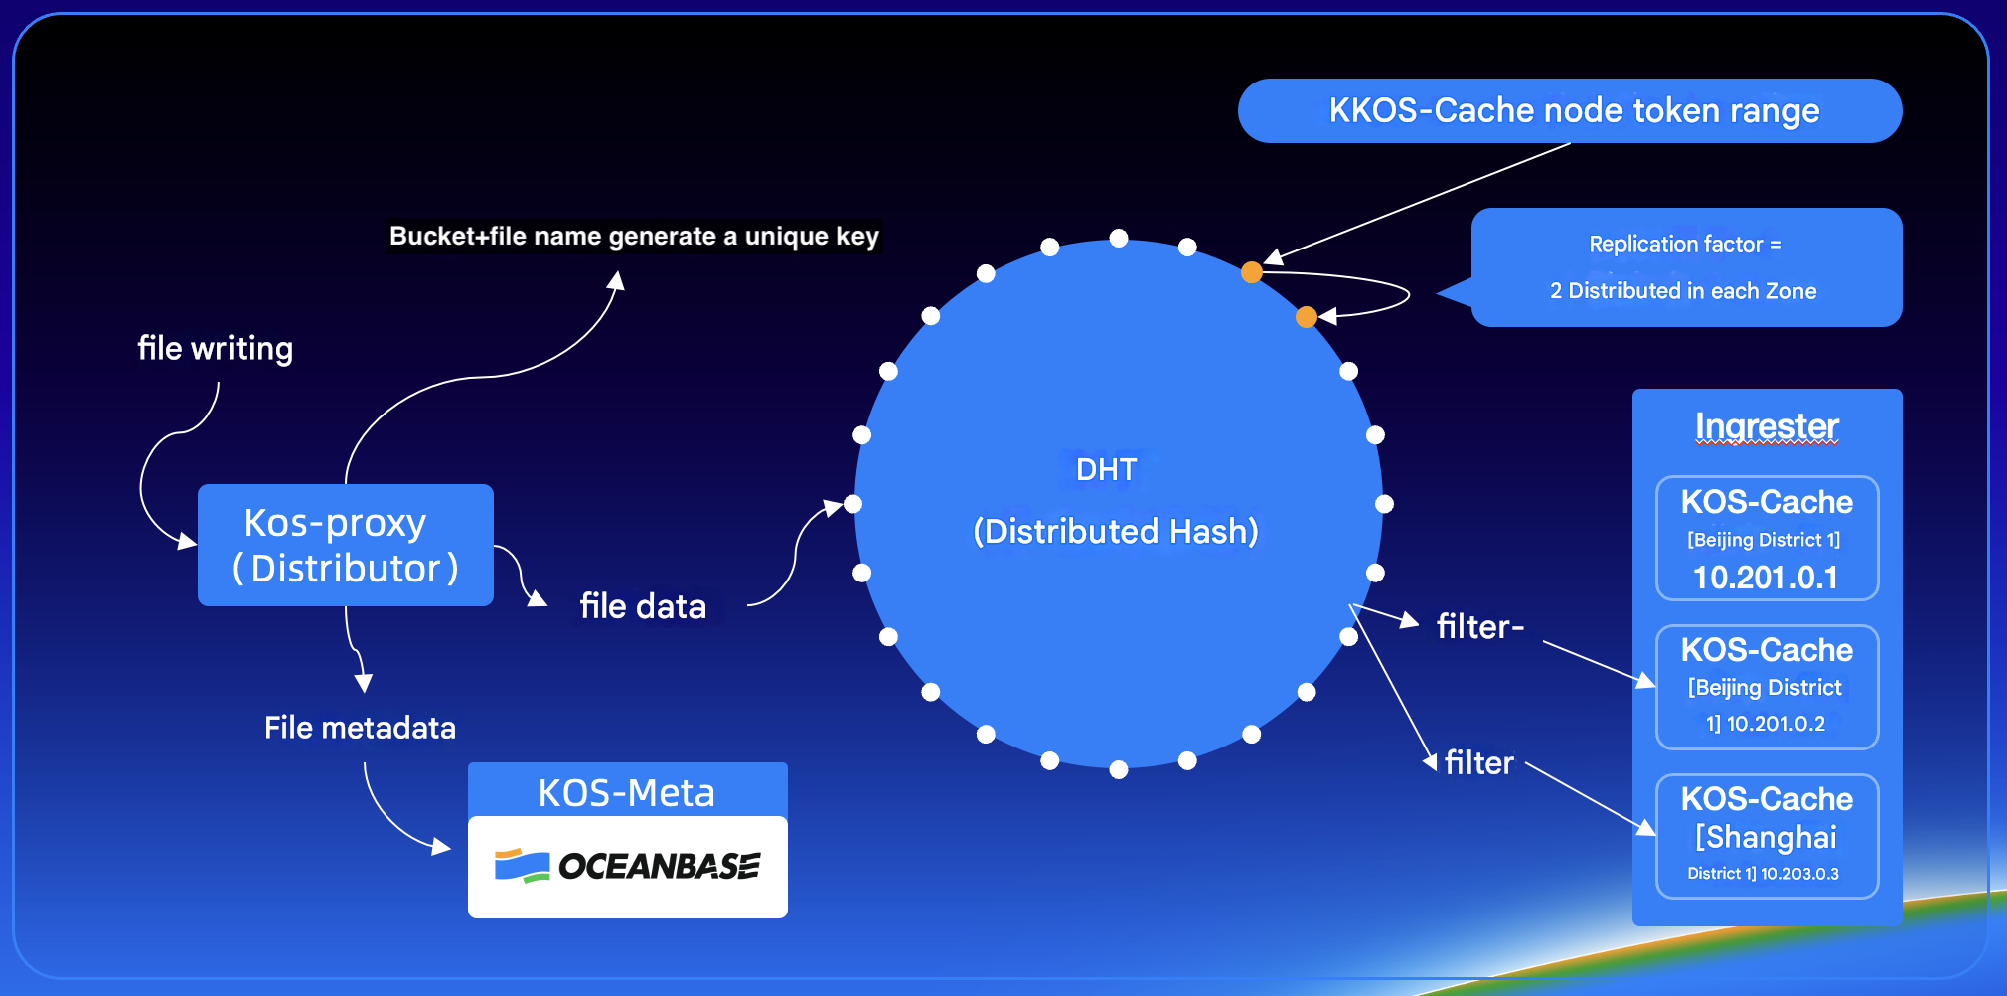 KKOS-Cache node token range
Bucket+file name generate a unique key
Replication factor =
2 Distributed in each Zone
file writing
Kos-proxy
(Distributor)
file data
File metadata
KOS-Meta
OCEANBASE
DHT
(Distributed Hash)
filter-
filter
Ingrester
KOS-Cache
[Beijing District 1]
10.201.0.1
KOS-Cache
[Beijing District
1] 10.201.0.2
KOS-Cache
[Shanghai
District 1] 10.203.0.3